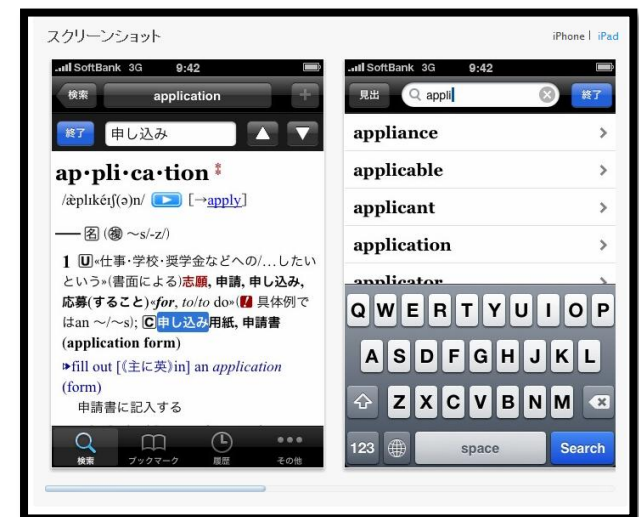 スクリーンショット
iPhone | iPad
SoftBank 3G 9:42
検索 application +
終了 申し込み
ap・pli・ca・tion ⁑
/æ̀plɪkéɪʃ(ə)n/ [→apply]
── 名 (複 ～s/-z/)
1 U «仕事・学校・奨学金などへの/…したい
という»(書面による)志願, 申請, 申し込み,
応募(すること)«for, to/to do»(! 具体例で
はan ～/～s); C 申し込み用紙, 申請書
(application form)
fill out [《主に英》in] an application
(form)
申請書に記入する
検索 ブックマーク 履歴 その他
SoftBank 3G 9:42
見出 appli 終了
appliance
applicable
applicant
application
applicator
Q W E R T Y U I O P
A S D F G H J K L
Z X C V B N M
123 space Search